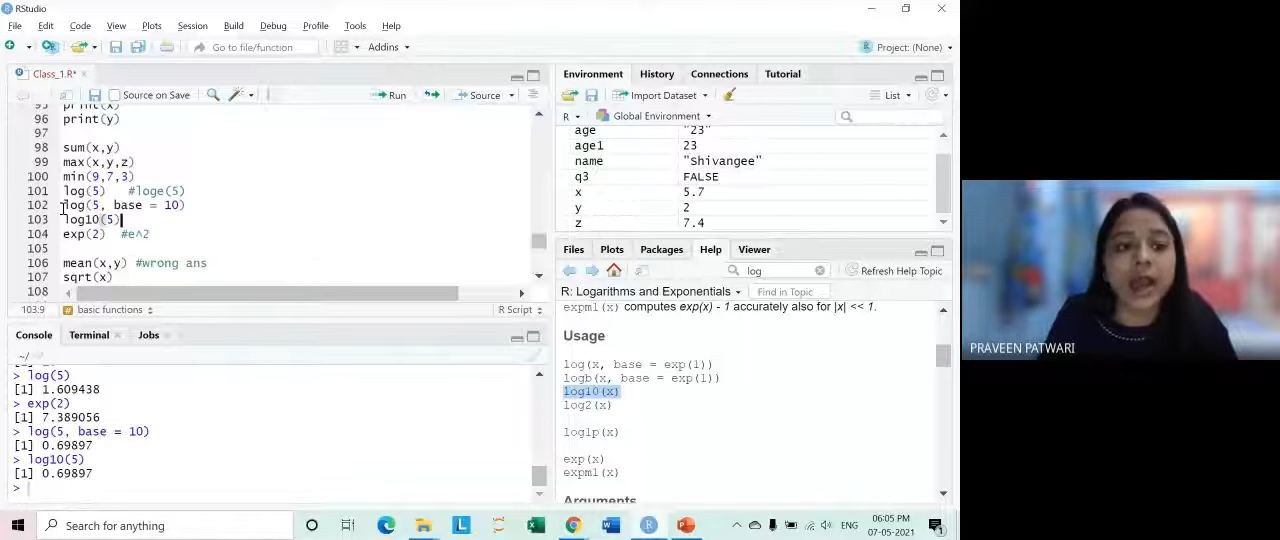 RStudio
File Edit Code View Plots Session Build Debug Profile Tools Help
Go to file/function
Addins
Project: (None)
Class_1.R*
Source on Save
Run
Source
95 print(x)
96 print(y)
97
98 sum(x,y)
99 max(x,y,z)
100 min(9,7,3)
101 log(5) #loge(5)
102 log(5, base = 10)
103 log10(5)
104 exp(2) #e^2
105
106 mean(x,y) #wrong ans
107 sqrt(x)
108
103:9
basic functions
R Script
Console Terminal Jobs
~/
> log(5)
[1] 1.609438
> exp(2)
[1] 7.389056
> log(5, base = 10)
[1] 0.69897
> log10(5)
[1] 0.69897
>
Environment History Connections Tutorial
Import Dataset
List
R
Global Environment
age "23"
age1 23
name "Shivangee"
q3 FALSE
x 5.7
y 2
z 7.4
Files Plots Packages Help Viewer
log
Refresh Help Topic
R: Logarithms and Exponentials
Find in Topic
expm1(x) computes exp(x) - 1 accurately also for |x| << 1.
Usage
log(x, base = exp(1))
logb(x, base = exp(1))
log10(x)
log2(x)
log1p(x)
exp(x)
expm1(x)
Arguments
PRAVEEN PATWARI
Search for anything
ENG
06:05 PM
07-05-2021